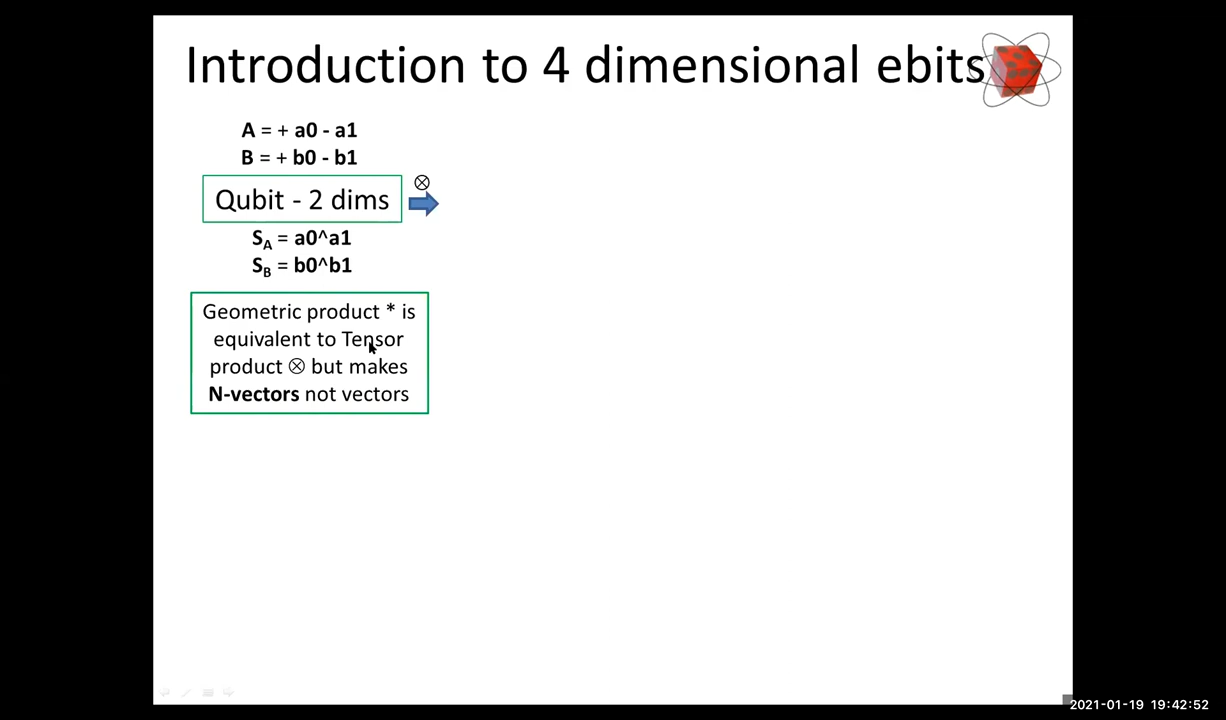 Introduction to 4 dimensional ebits
A = + a0 - a1
B = + b0 - b1
Qubit - 2 dims
⊗
S_A = a0^a1
S_B = b0^b1
Geometric product * is
equivalent to Tensor
product ⊗ but makes
N-vectors not vectors
2021-01-19 19:42:52